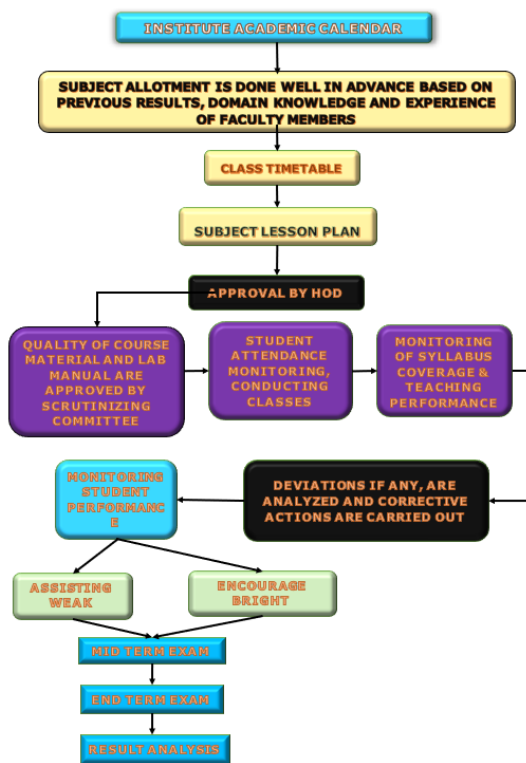 INSTITUTE ACADEMIC CALENDAR
SUBJECT ALLOTMENT IS DONE WELL IN ADVANCE BASED ON
PREVIOUS RESULTS, DOMAIN KNOWLEDGE AND EXPERIENCE
OF FACULTY MEMBERS
CLASS TIMETABLE
SUBJECT LESSON PLAN
APPROVAL BY HOD
QUALITY OF COURSE
MATERIAL AND LAB
MANUAL ARE
APPROVED BY
SCRUTINIZING
COMMITTEE
STUDENT
ATTENDANCE
MONITORING,
CONDUCTING
CLASSES
MONITORING
OF SYLLABUS
COVERAGE &
TEACHING
PERFORMANCE
MONITORING
STUDENT
PERFORMANC
E
DEVIATIONS IF ANY, ARE
ANALYZED AND CORRECTIVE
ACTIONS ARE CARRIED OUT
ASSISTING
WEAK
ENCOURAGE
BRIGHT
MID TERM EXAM
END TERM EXAM
RESULT ANALYSIS